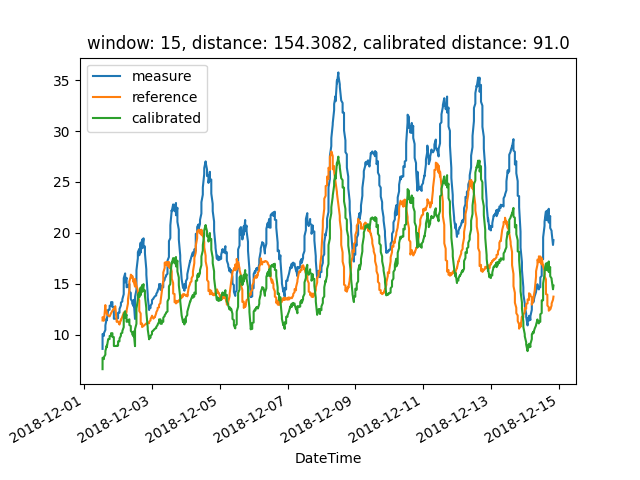 window: 15, distance: 154.3082, calibrated distance: 91.0
measure
reference
calibrated
35
30
25
20
15
10
2018-12-01
2018-12-03
2018-12-05
2018-12-07
2018-12-09
2018-12-11
2018-12-13
2018-12-15
DateTime